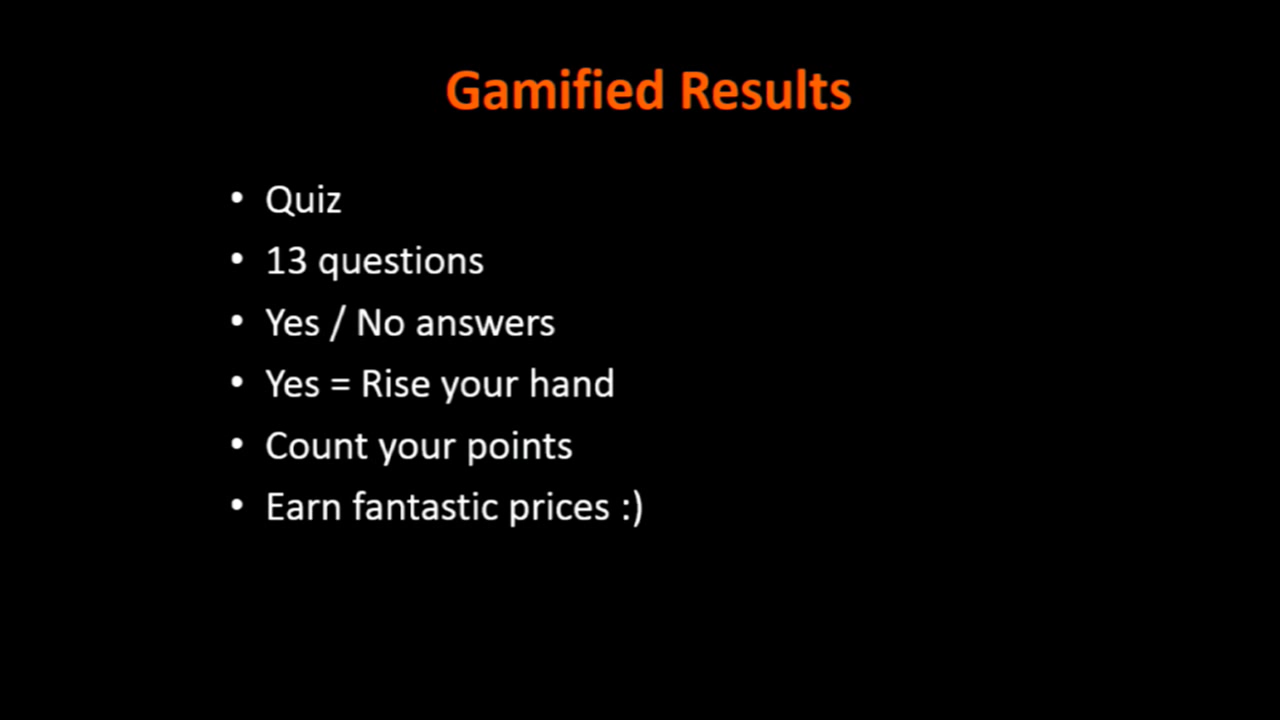 Gamified Results
• Quiz
• 13 questions
• Yes / No answers
• Yes = Rise your hand
• Count your points
• Earn fantastic prices :)